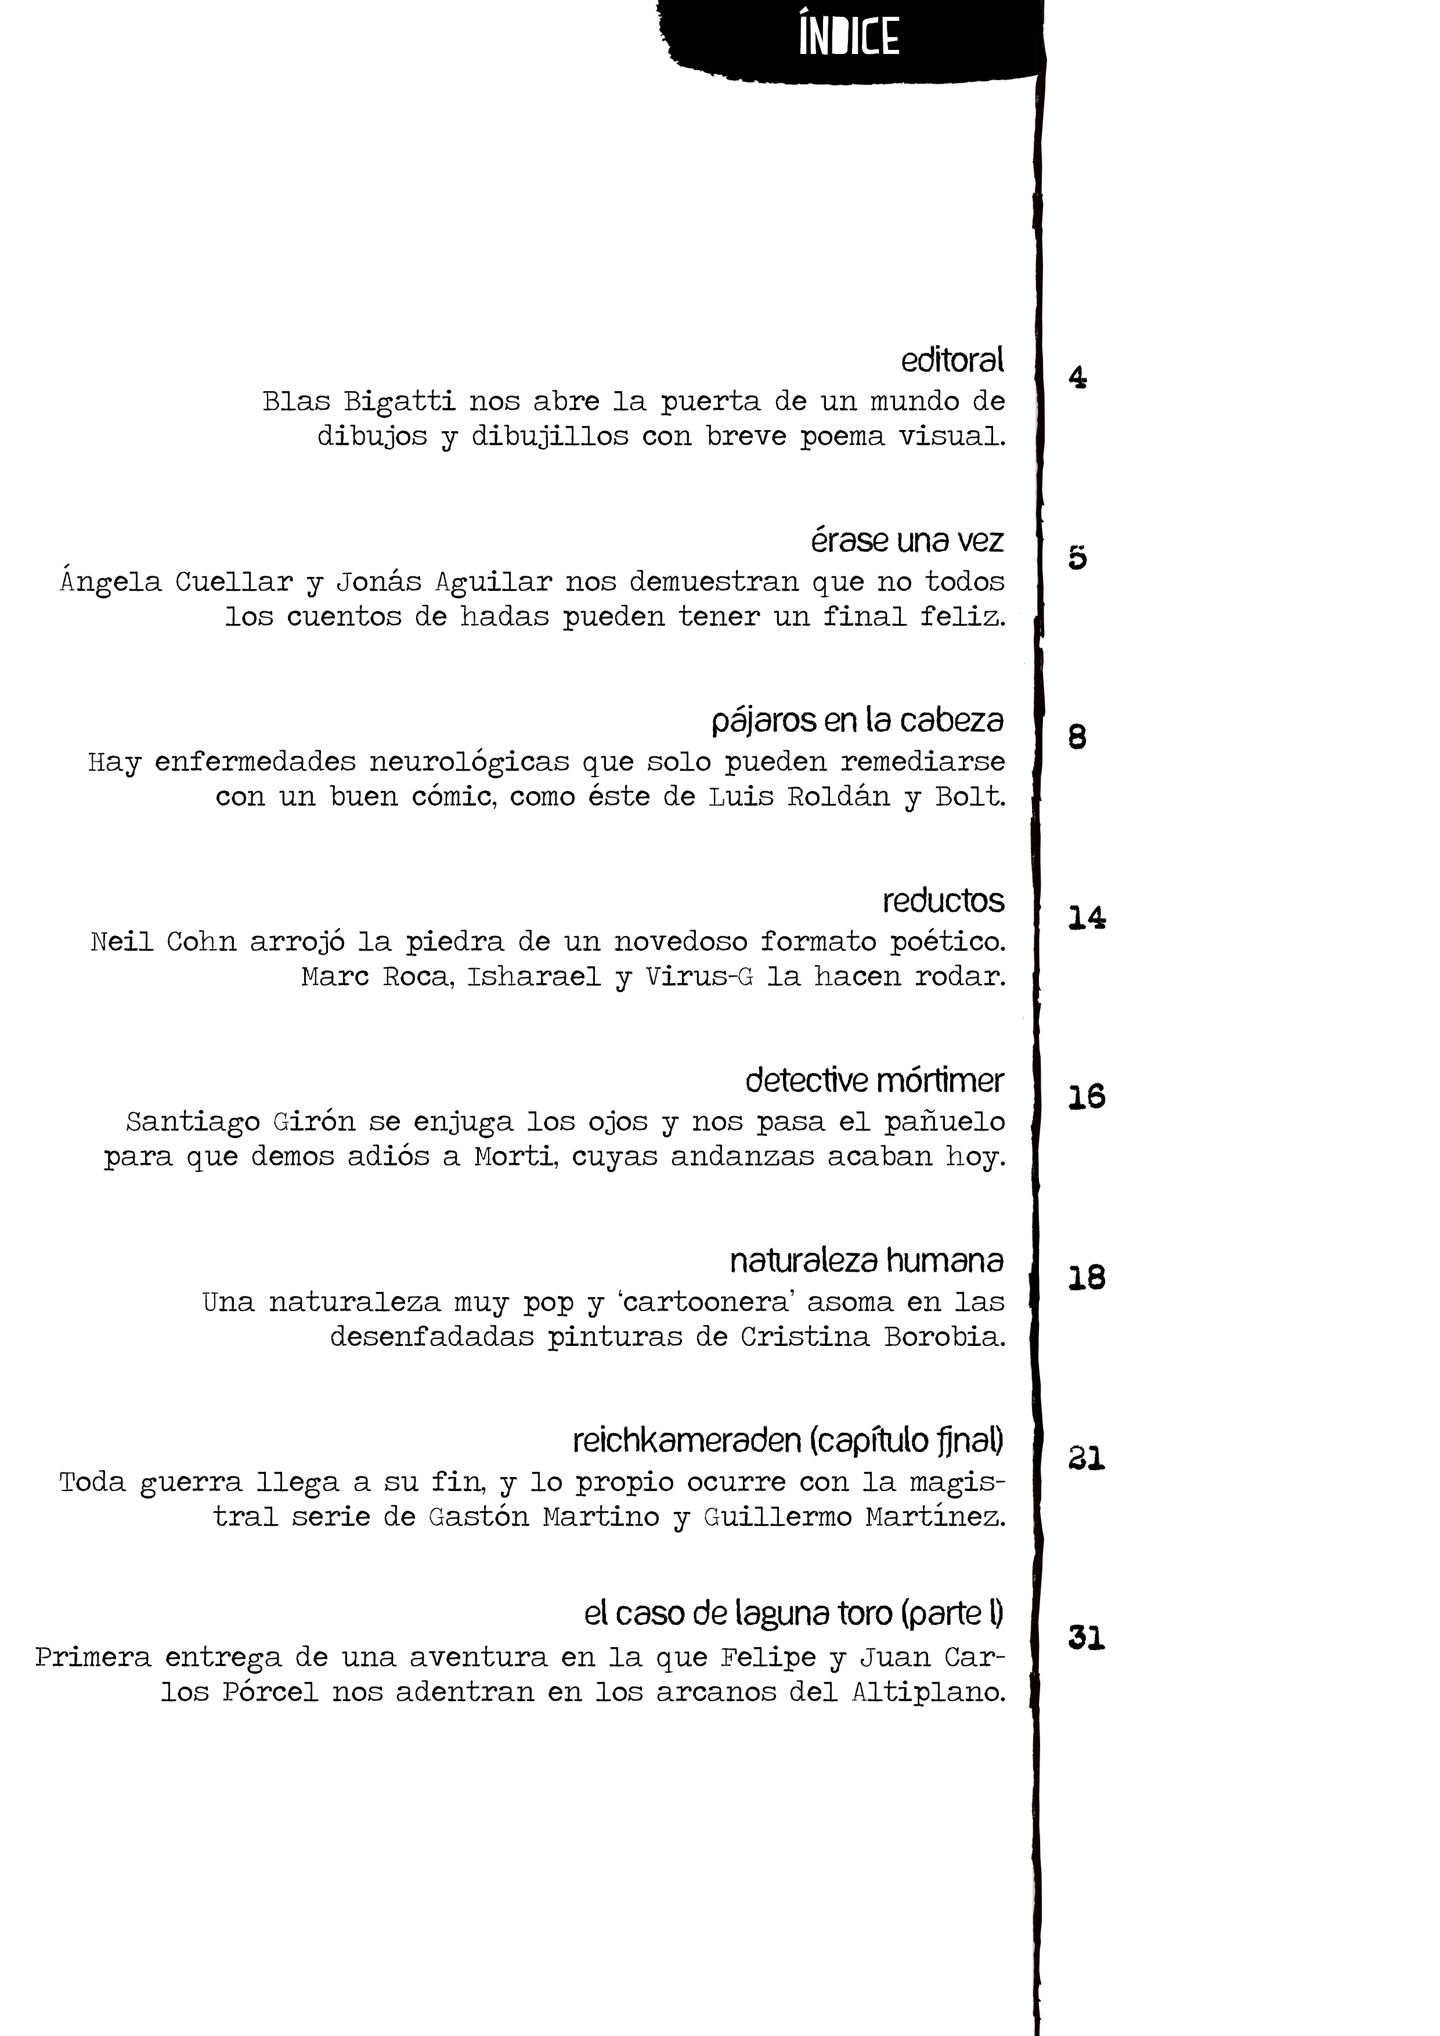 ÍNDICE
editoral
4
Blas Bigatti nos abre la puerta de un mundo de
dibujos y dibujillos con breve poema visual.
érase una vez
5
Ángela Cuellar y Jonás Aguilar nos demuestran que no todos
los cuentos de hadas pueden tener un final feliz.
pájaros en la cabeza
8
Hay enfermedades neurológicas que solo pueden remediarse
con un buen cómic, como éste de Luis Roldán y Bolt.
reductos
14
Neil Cohn arrojó la piedra de un novedoso formato poético.
Marc Roca, Isharael y Virus-G la hacen rodar.
detective mórtimer
16
Santiago Girón se enjuga los ojos y nos pasa el pañuelo
para que demos adiós a Morti, cuyas andanzas acaban hoy.
naturaleza humana
18
Una naturaleza muy pop y ‘cartoonera’ asoma en las
desenfadadas pinturas de Cristina Borobia.
reichkameraden (capítulo final)
21
Toda guerra llega a su fin, y lo propio ocurre con la magis-
tral serie de Gastón Martino y Guillermo Martínez.
el caso de laguna toro (parte I)
31
Primera entrega de una aventura en la que Felipe y Juan Car-
los Pórcel nos adentran en los arcanos del Altiplano.